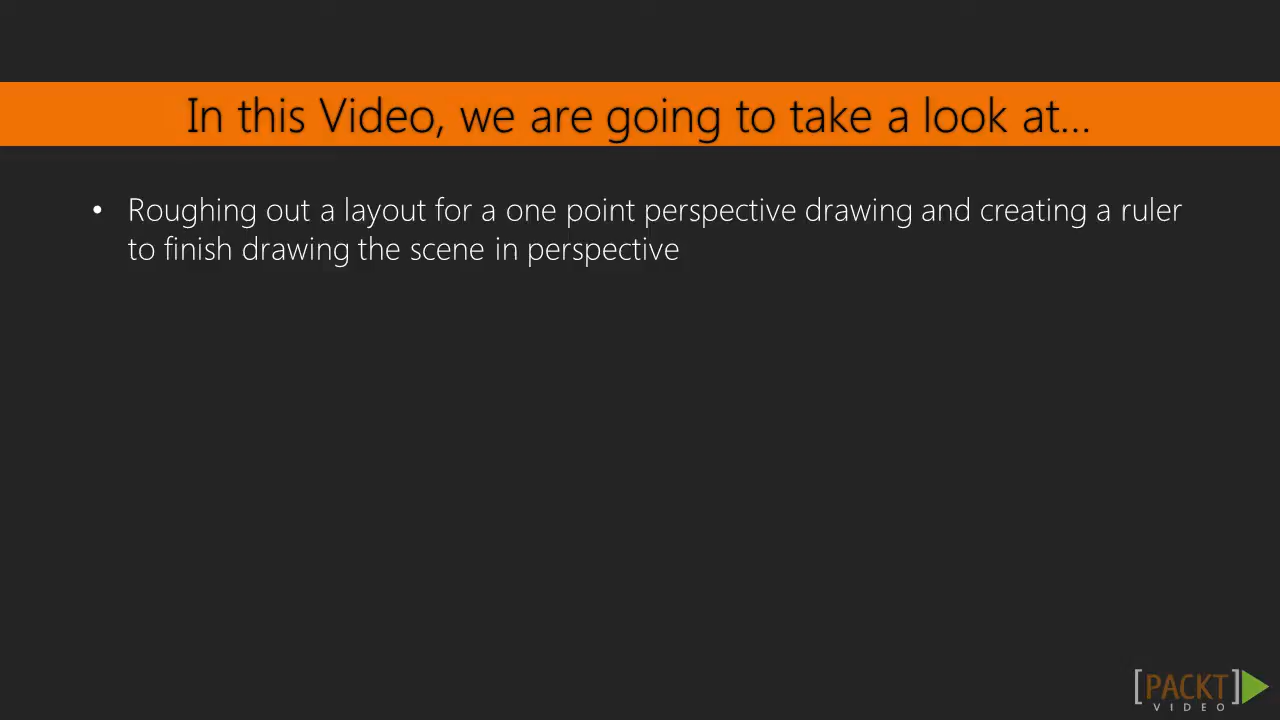 In this Video, we are going to take a look at...
• Roughing out a layout for a one point perspective drawing and creating a ruler
to finish drawing the scene in perspective
[PACKT]
VIDEO